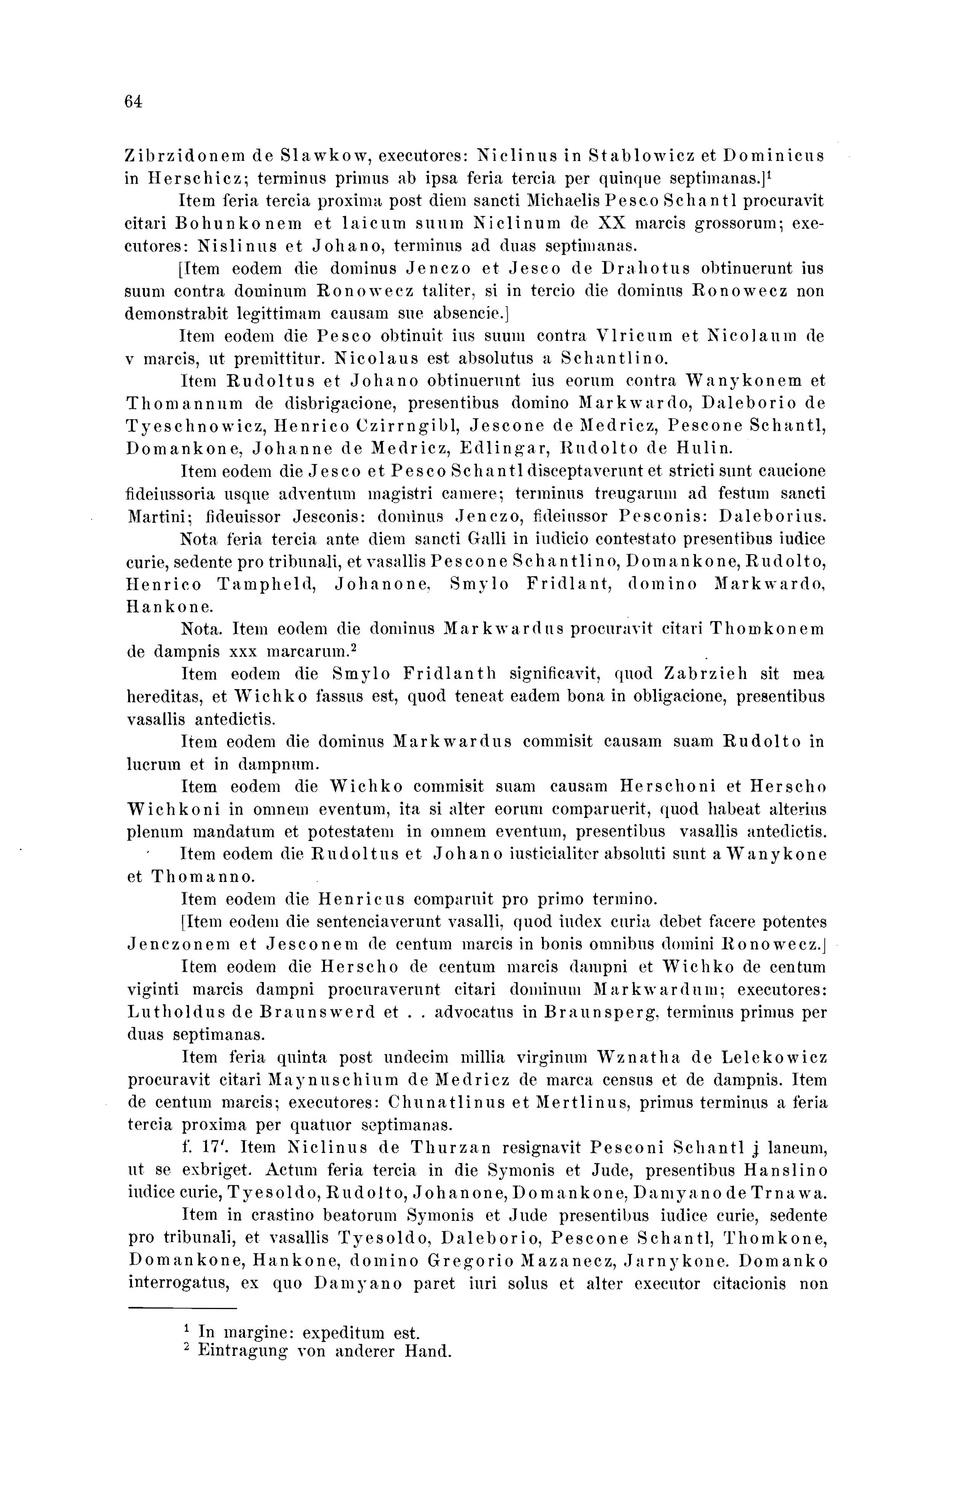 64
Zibrzidonem de Slawkow, executores: Niclinus in Stablowicz et Dominicus
in Herschicz; terminus primus ab ipsa feria tercia per quinque septimanas.]¹
Item feria tercia proxima post diem sancti Michaelis Pesco Schantl procuravit
citari Bohunkonem et laicum suum Niclinum de XX marcis grossorum; exe-
cutores: Nislinus et Johano, terminus ad duas septimanas.
[Item eodem die dominus Jenczo et Jesco de Drahotus obtinuerunt ius
suum contra dominum Ronowecz taliter, si in tercio die dominus Ronowecz non
demonstrabit legittimam causam sue absencie.]
Item eodem die Pesco obtinuit ius suum contra Vlricum et Nicolaum de
v marcis, ut premittitur. Nicolaus est absolutus a Schantlino.
Item Rudoltus et Johano obtinuerunt ius eorum contra Wanykonem et
Thomannum de disbrigacione, presentibus domino Markwardo, Daleborio de
Tyeschnowicz, Henrico Czirrngibl, Jescone de Medricz, Pescone Schantl,
Domankone, Johanne de Medricz, Edlingar, Rudolto de Hulin.
Item eodem die Jesco et Pesco Schantl disceptaverunt et stricti sunt caucione
fideiussoria usque adventum magistri camere; terminus treugarum ad festum sancti
Martini; fideuissor Jesconis: dominus Jenczo, fideiussor Pesconis: Daleborius.
Nota feria tercia ante diem sancti Galli in iudicio contestato presentibus iudice
curie, sedente pro tribunali, et vasallis Pescone Schantlino, Domankone, Rudolto,
Henrico Tampheld, Johanone, Smylo Fridlant, domino Markwardo,
Hankone.
Nota. Item eodem die dominus Markwardus procuravit citari Thomkonem
de dampnis xxx marcarum.²
Item eodem die Smylo Fridlanth significavit, quod Zabrzieh sit mea
hereditas, et Wichko fassus est, quod teneat eadem bona in obligacione, presentibus
vasallis antedictis.
Item eodem die dominus Markwardus commisit causam suam Rudolto in
lucrum et in dampnum.
Item eodem die Wichko commisit suam causam Herschoni et Herscho
Wichkoni in omnem eventum, ita si alter eorum comparuerit, quod habeat alterius
plenum mandatum et potestatem in omnem eventum, presentibus vasallis antedictis.
Item eodem die Rudoltus et Johano iusticialiter absoluti sunt a Wanykone
et Thomanno.
Item eodem die Henricus comparuit pro primo termino.
[Item eodem die sentenciaverunt vasalli, quod iudex curia debet facere potentes
Jenczonem et Jesconem de centum marcis in bonis omnibus domini Ronowecz.]
Item eodem die Herscho de centum marcis dampni et Wichko de centum
viginti marcis dampni procuraverunt citari dominum Markwardum; executores:
Lutholdus de Braunswerd et . . advocatus in Braunsperg, terminus primus per
duas septimanas.
Item feria quinta post undecim millia virginum Wznatha de Lelekowicz
procuravit citari Maynuschium de Medricz de marca census et de dampnis. Item
de centum marcis; executores: Chunatlinus et Mertlinus, primus terminus a feria
tercia proxima per quatuor septimanas.
f. 17'. Item Niclinus de Thurzan resignavit Pesconi Schantl j laneum,
ut se exbriget. Actum feria tercia in die Symonis et Jude, presentibus Hanslino
iudice curie, Tyesoldo, Rudolto, Johanone, Domankone, Damyano de Trnawa.
Item in crastino beatorum Symonis et Jude presentibus iudice curie, sedente
pro tribunali, et vasallis Tyesoldo, Daleborio, Pescone Schantl, Thomkone,
Domankone, Hankone, domino Gregorio Mazanecz, Jarnykone. Domanko
interrogatus, ex quo Damyano paret iuri solus et alter executor citacionis non
¹ In margine: expeditum est.
² Eintragung von anderer Hand.